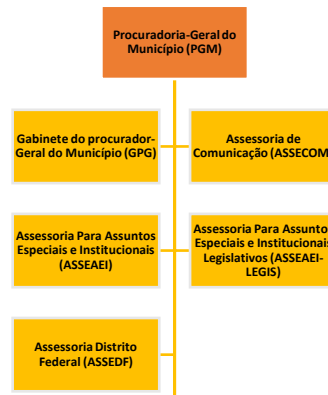 Procuradoria-Geral do
Município (PGM)
Gabinete do procurador-
Geral do Município (GPG)
Assessoria de
Comunicação (ASSECOM
Assessoria Para Assuntos
Especiais e Institucionais
(ASSEAEI)
Assessoria Para Assunto
Especiais e Institucionais
Legislativos (ASSEAEI-
LEGIS)
Assessoria Distrito
Federal (ASSEDF)